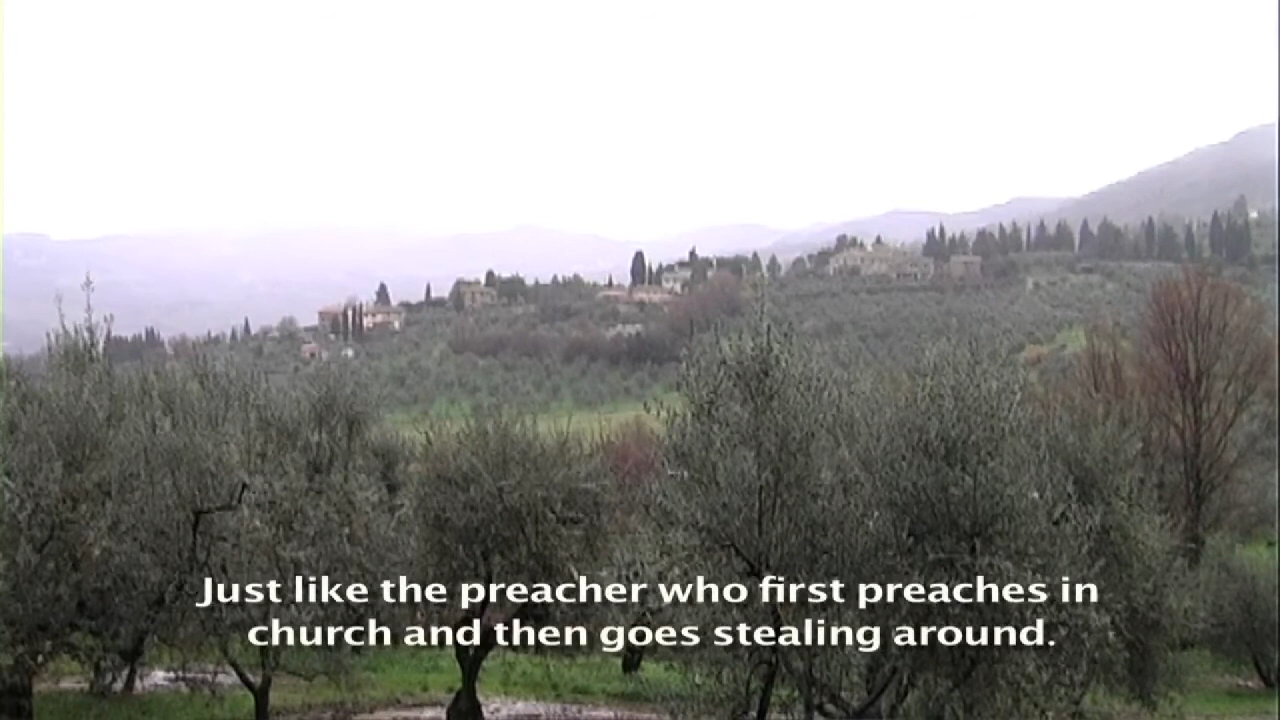 Just like the preacher who first preaches in
church and then goes stealing around.